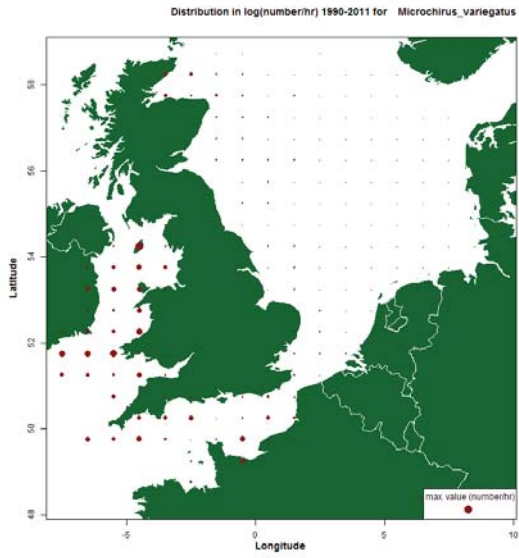 Distribution in log(number/hr) 1990-2011 for Microchirus_variegatus
58
56
54
52
50
48
Latitude
-5 0 5 10
Longitude
max value (number/hr)